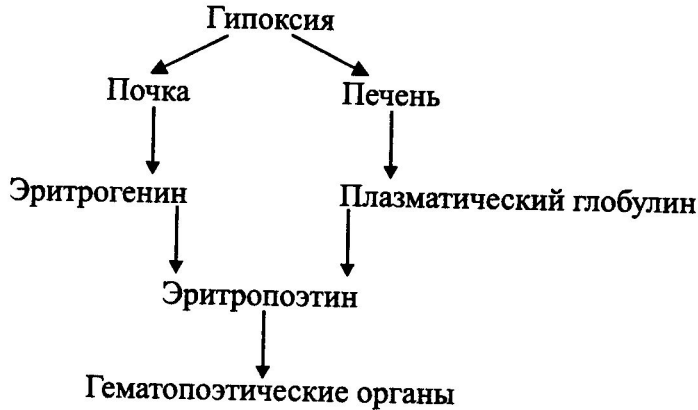 Гипоксия
Почка Печень
Эритрогенин Плазматический глобулин
Эритропоэтин
Гематопоэтические органы